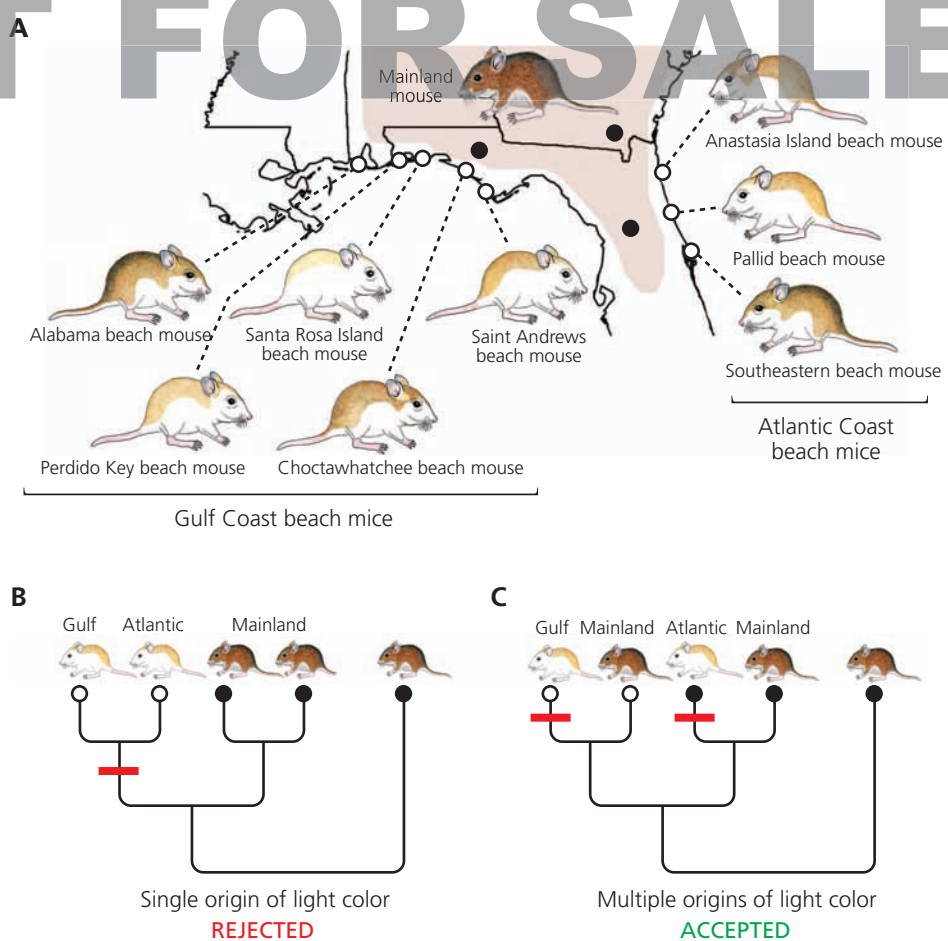 T FOR SALE
A
Mainland
mouse
Anastasia Island beach mouse
Pallid beach mouse
Southeastern beach mouse
Atlantic Coast
beach mice
Alabama beach mouse
Santa Rosa Island
beach mouse
Saint Andrews
beach mouse
Perdido Key beach mouse
Choctawhatchee beach mouse
Gulf Coast beach mice
B
Gulf Atlantic Mainland
Single origin of light color
REJECTED
C
Gulf Mainland Atlantic Mainland
Multiple origins of light color
ACCEPTED